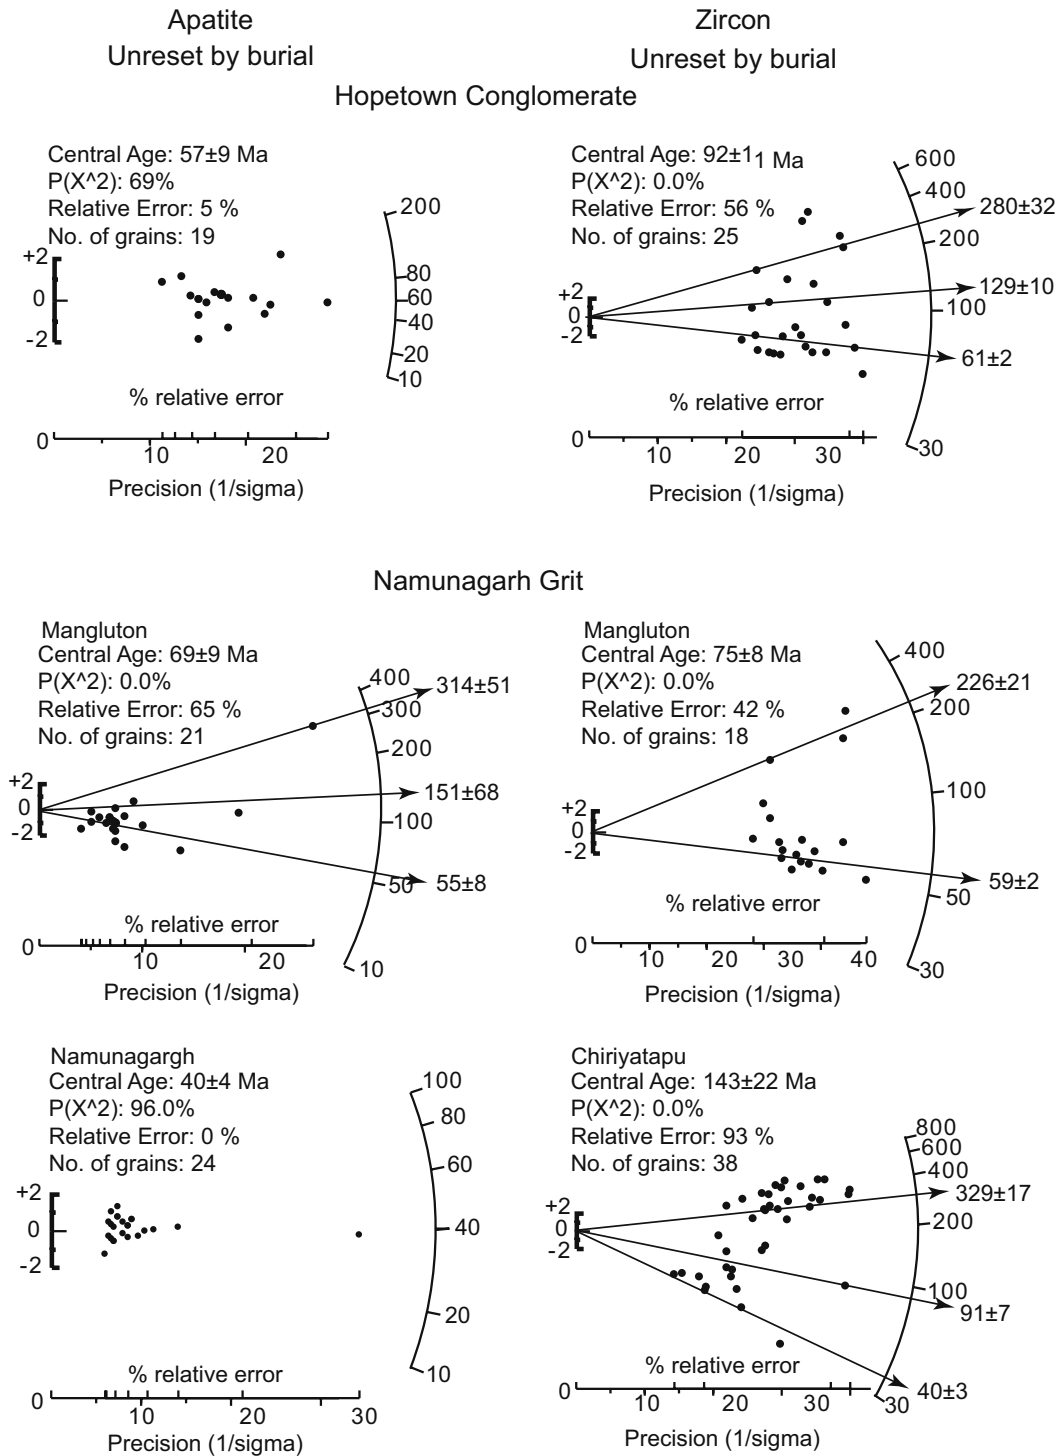 Apatite
Unreset by burial
Zircon
Unreset by burial
Hopetown Conglomerate
Central Age: 57±9 Ma
P(X^2): 69%
Relative Error: 5 %
No. of grains: 19
+2
0
-2
200
80
60
40
20
10
% relative error
0
10
20
Precision (1/sigma)
Central Age: 92±11 Ma
P(X^2): 0.0%
Relative Error: 56 %
No. of grains: 25
+2
0
-2
600
400
280±32
200
129±10
100
61±2
30
% relative error
0
10
20
30
Precision (1/sigma)
Namunagarh Grit
Mangluton
Central Age: 69±9 Ma
P(X^2): 0.0%
Relative Error: 65 %
No. of grains: 21
+2
0
-2
400
314±51
300
200
151±68
100
50
55±8
10
% relative error
0
10
20
Precision (1/sigma)
Mangluton
Central Age: 75±8 Ma
P(X^2): 0.0%
Relative Error: 42 %
No. of grains: 18
+2
0
-2
400
226±21
200
100
59±2
50
30
% relative error
0
10
20
30
40
Precision (1/sigma)
Namunagargh
Central Age: 40±4 Ma
P(X^2): 96.0%
Relative Error: 0 %
No. of grains: 24
+2
0
-2
100
80
60
40
20
10
% relative error
0
10
20
30
Precision (1/sigma)
Chiriyatapu
Central Age: 143±22 Ma
P(X^2): 0.0%
Relative Error: 93 %
No. of grains: 38
+2
0
-2
800
600
400
329±17
200
100
91±7
40±3
30
% relative error
0
10
20
30
Precision (1/sigma)